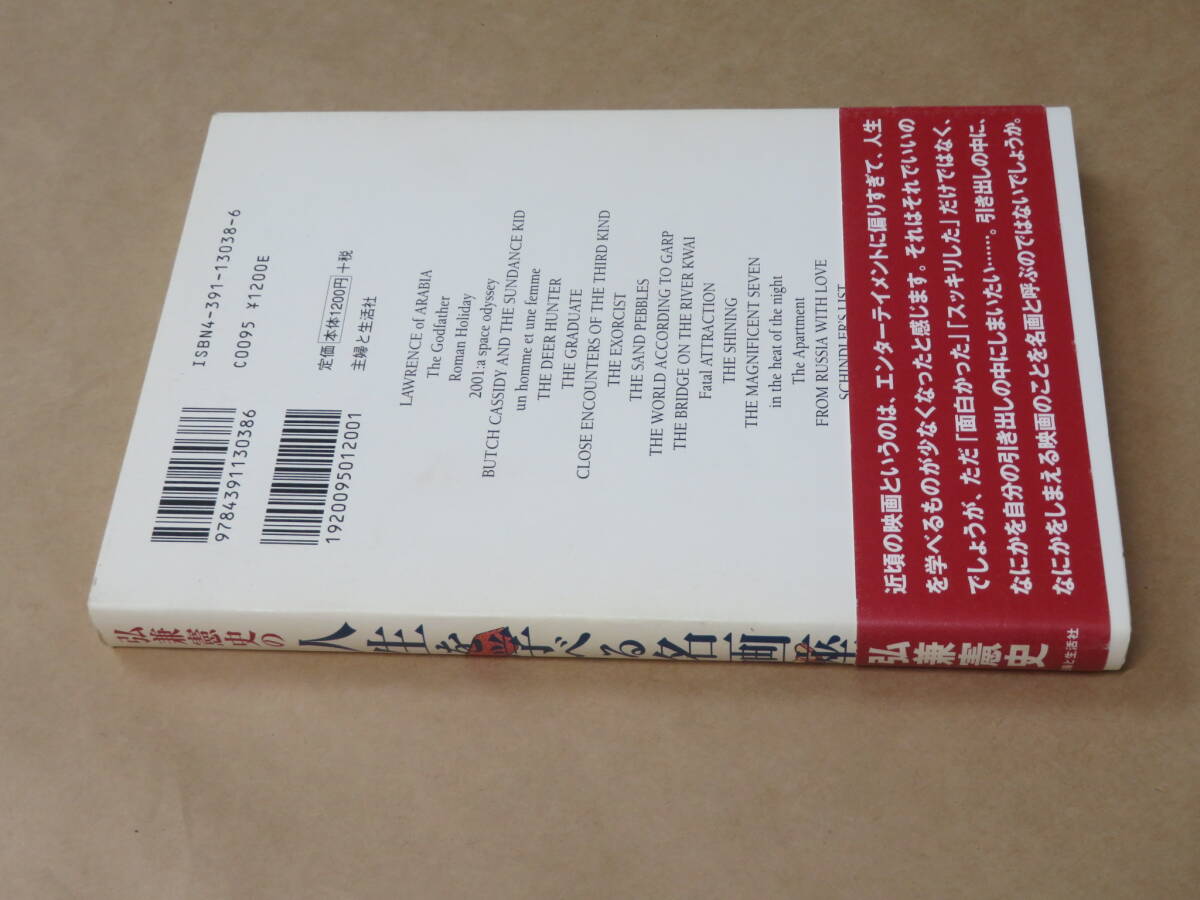 ISBN4-391-13038-6
C0095 ¥1200E
定価 本体1200円 +税
主婦と生活社
9784391130386
1920095012001
LAWRENCE of ARABIA
The Godfather
Roman Holiday
2001:a space odyssey
BUTCH CASSIDY AND THE SUNDANCE KID
un homme et une femme
THE DEER HUNTER
THE GRADUATE
CLOSE ENCOUNTERS OF THE THIRD KIND
THE EXORCIST
THE SAND PEBBLES
THE WORLD ACCORDING TO GARP
THE BRIDGE ON THE RIVER KWAI
Fatal ATTRACTION
THE SHINING
THE MAGNIFICENT SEVEN
in the heat of the night
The Apartment
FROM RUSSIA WITH LOVE
SCHINDLER'S LIST
近頃の映画というのは、エンターテイメントに偏りすぎて、人生
を学べるものが少なくなったと感じます。それはそれでいいの
でしょうが、ただ「面白かった」「スッキリした」だけではなく、
なにかを自分の引き出しの中にしまいたい……。引き出しの中に、
なにかをしまえる映画のことを名画と呼ぶのではないでしょうか。
弘兼憲史の
人生を学べる名画座
弘兼憲史
婦と生活社